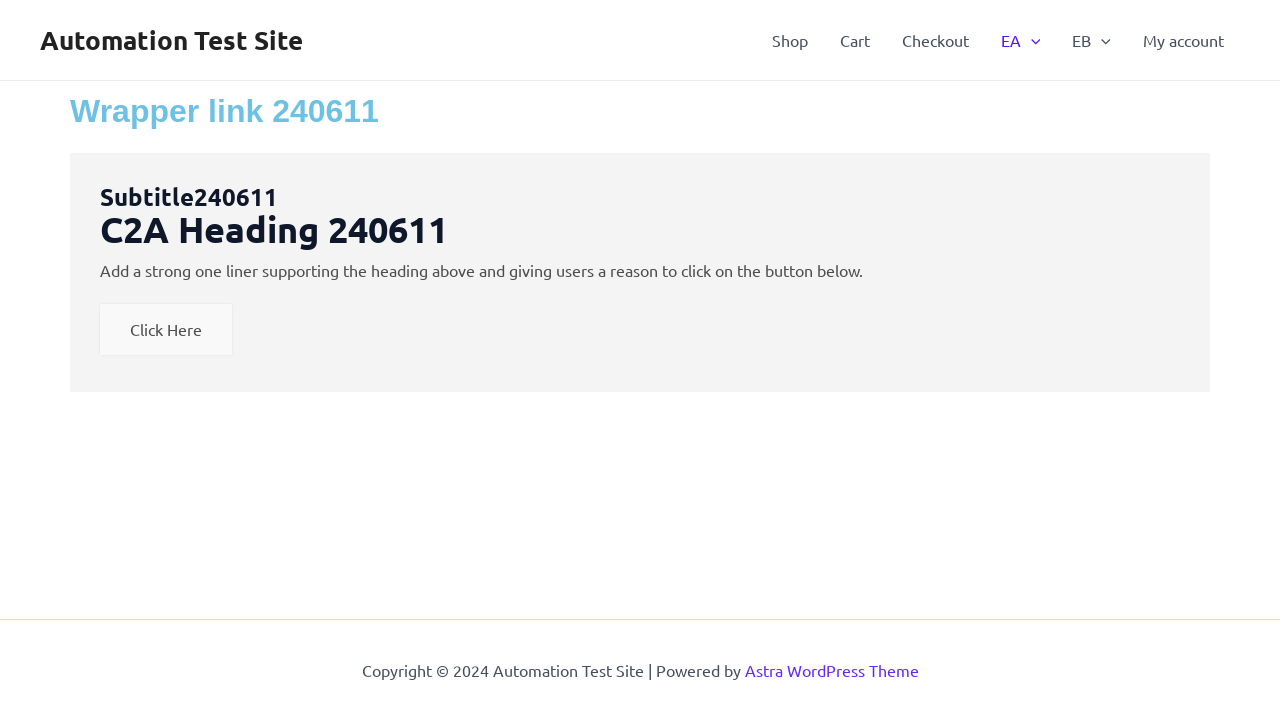 Automation Test Site
Shop Cart Checkout EA EB My account
Wrapper link 240611
Subtitle240611
C2A Heading 240611
Add a strong one liner supporting the heading above and giving users a reason to click on the button below.
Click Here
Copyright © 2024 Automation Test Site | Powered by Astra WordPress Theme